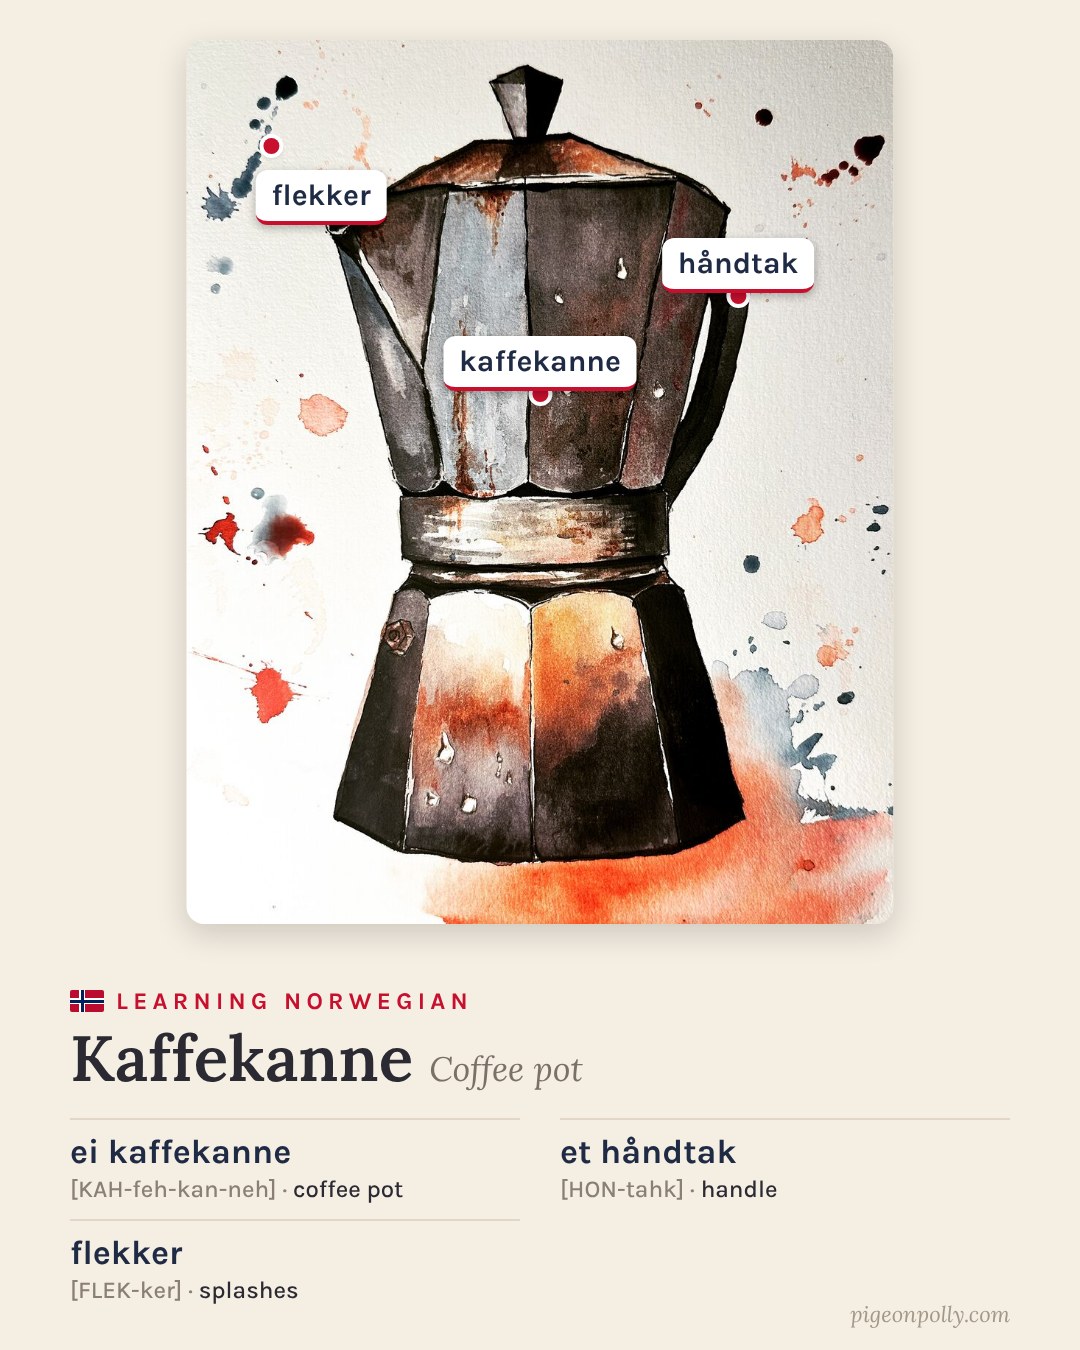 flekker
håndtak
kaffekanne
LEARNING NORWEGIAN
Kaffekanne Coffee pot
ei kaffekanne
[KAH-feh-kan-neh] · coffee pot
et håndtak
[HON-tahk] · handle
flekker
[FLEK-ker] · splashes
pigeonpolly.com